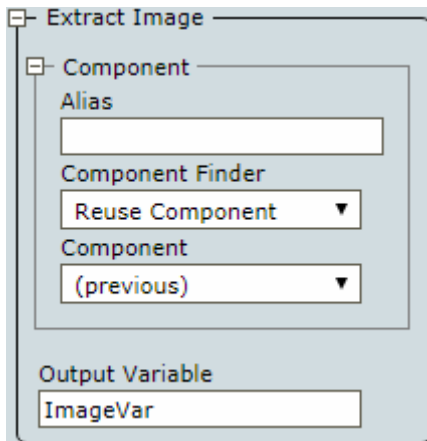 Extract Image
Component
Alias
Component Finder
Reuse Component
Component
(previous)
Output Variable
ImageVar